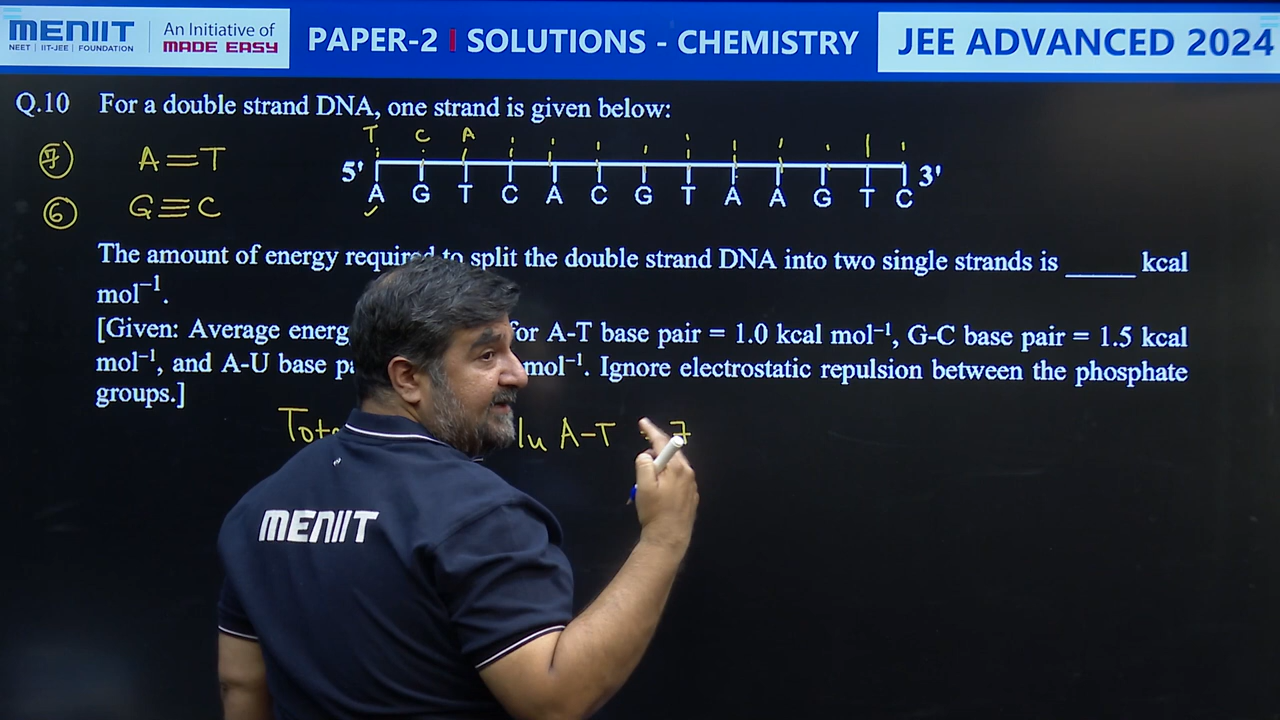 MENIIT
NEET | IIT-JEE | FOUNDATION
An Initiative of
MADE EASY
PAPER-2 I SOLUTIONS - CHEMISTRY
JEE ADVANCED 2024
Q.10 For a double strand DNA, one strand is given below:
T C A
7 A=T
5' 3'
A G T C A C G T A A G T C
6 G≡C
The amount of energy required to split the double strand DNA into two single strands is _____ kcal
mol⁻¹.
[Given: Average energ for A-T base pair = 1.0 kcal mol⁻¹, G-C base pair = 1.5 kcal
mol⁻¹, and A-U base pa mol⁻¹. Ignore electrostatic repulsion between the phosphate
groups.]
A-T 7
MENIIT